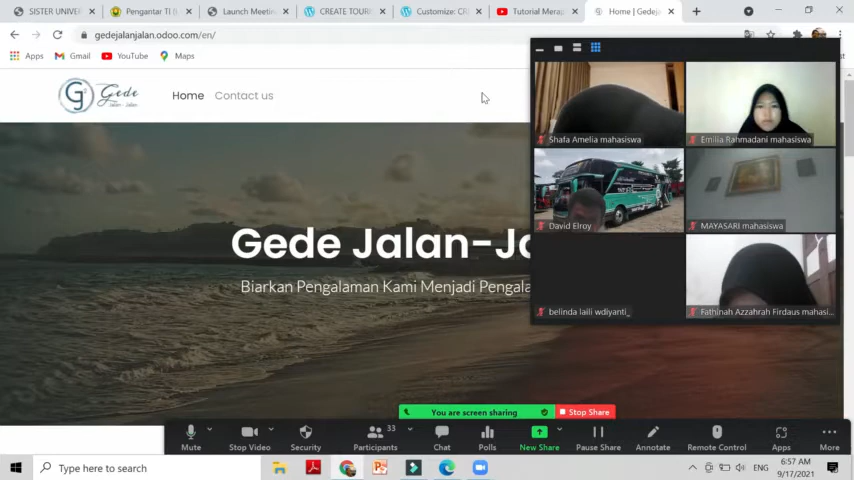 SISTER UNIVER
Pengantar TI (
Launch Meetin
CREATE TOUR
Customize: CR
Tutorial Meraj
Home | Gedej
gedejalanjalan.odoo.com/en/
Apps
Gmail
YouTube
Maps
Gede
Jalan - Jalan
Home
Contact us
Shafa Amelia mahasiswa
Emilia Rahmadani mahasiswa
David Elroy
MAYASARI mahasiswa
belinda laili wdiyanti_
Fathinah Azzahrah Firdaus mahasi...
Gede Jalan-Ja
Biarkan Pengalaman Kami Menjadi Pengala
You are screen sharing
Stop Share
Mute
Stop Video
Security
33
Participants
Chat
Polls
New Share
Pause Share
Annotate
Remote Control
Apps
More
Type here to search
ENG
6:57 AM
9/17/2021